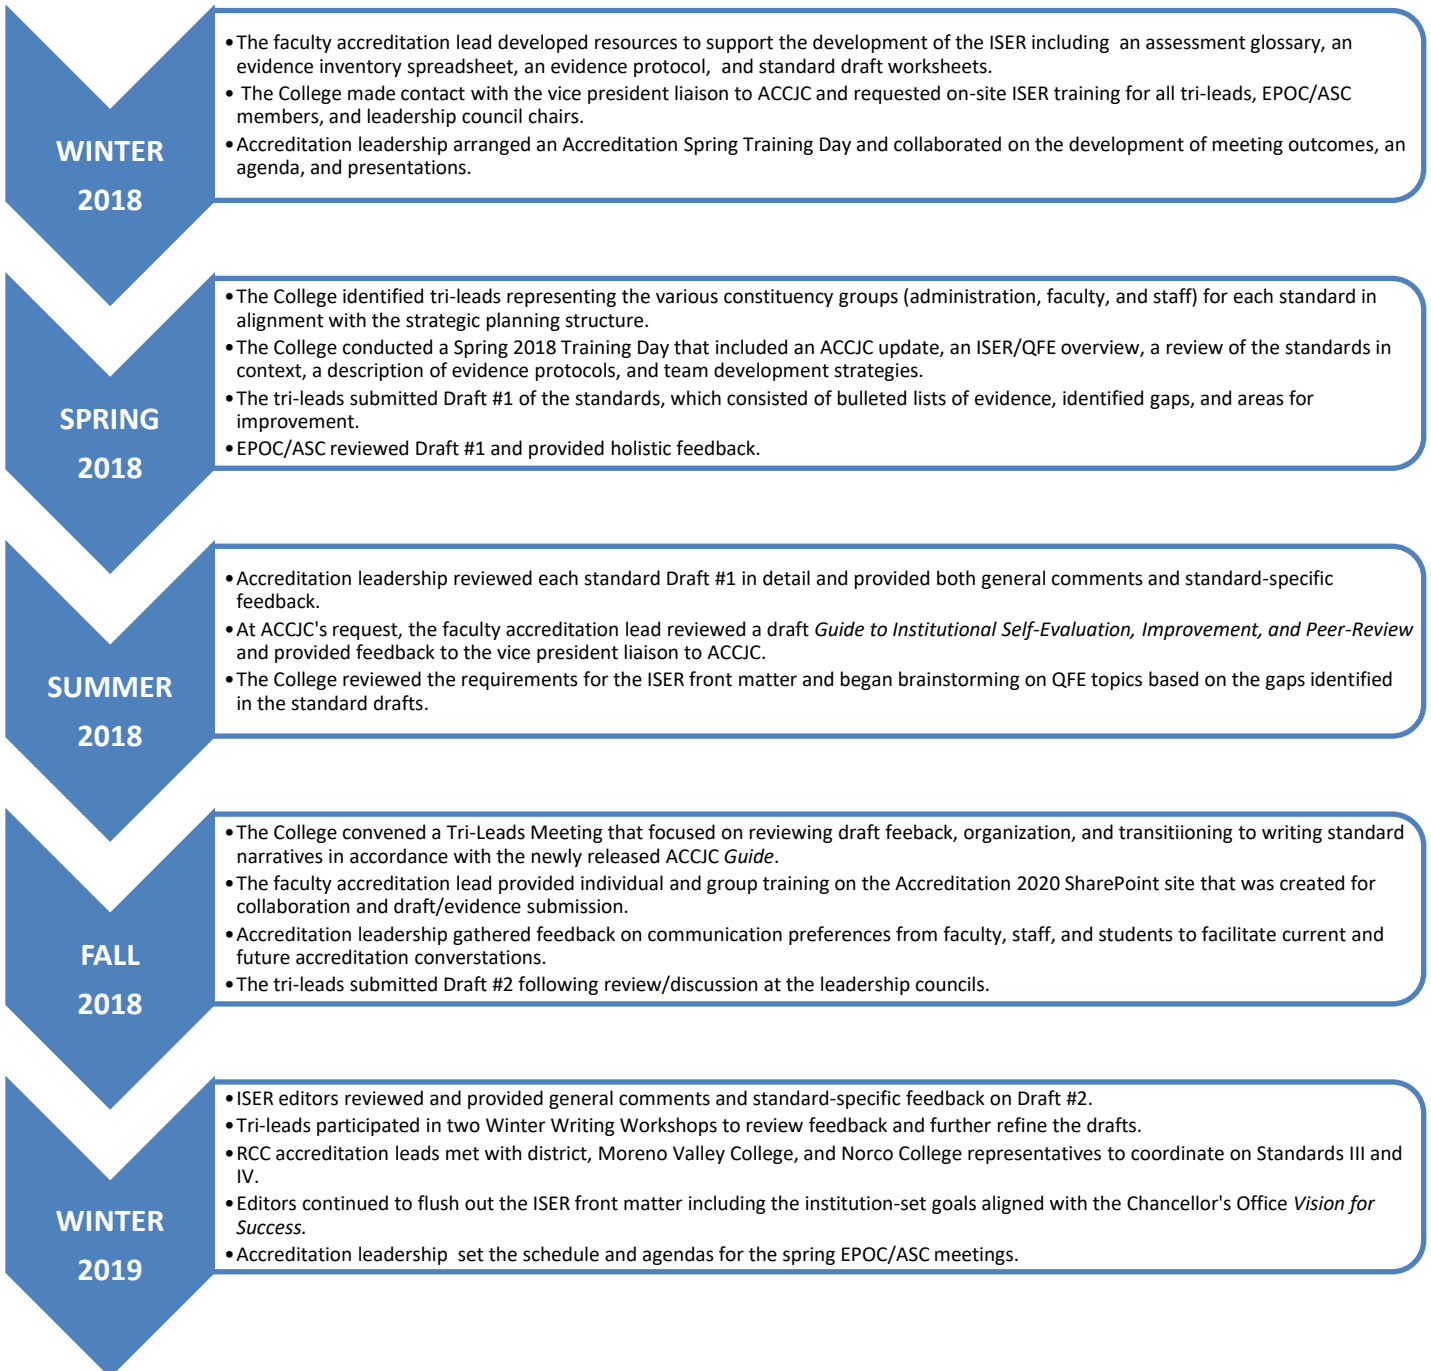 WINTER
2018
•The faculty accreditation lead developed resources to support the development of the ISER including an assessment glossary, an
evidence inventory spreadsheet, an evidence protocol, and standard draft worksheets.
• The College made contact with the vice president liaison to ACCJC and requested on-site ISER training for all tri-leads, EPOC/ASC
members, and leadership council chairs.
•Accreditation leadership arranged an Accreditation Spring Training Day and collaborated on the development of meeting outcomes, an
agenda, and presentations.
SPRING
2018
•The College identified tri-leads representing the various constituency groups (administration, faculty, and staff) for each standard in
alignment with the strategic planning structure.
•The College conducted a Spring 2018 Training Day that included an ACCJC update, an ISER/QFE overview, a review of the standards in
context, a description of evidence protocols, and team development strategies.
•The tri-leads submitted Draft #1 of the standards, which consisted of bulleted lists of evidence, identified gaps, and areas for
improvement.
•EPOC/ASC reviewed Draft #1 and provided holistic feedback.
SUMMER
2018
•Accreditation leadership reviewed each standard Draft #1 in detail and provided both general comments and standard-specific
feedback.
•At ACCJC's request, the faculty accreditation lead reviewed a draft Guide to Institutional Self-Evaluation, Improvement, and Peer-Review
and provided feedback to the vice president liaison to ACCJC.
•The College reviewed the requirements for the ISER front matter and began brainstorming on QFE topics based on the gaps identified
in the standard drafts.
FALL
2018
•The College convened a Tri-Leads Meeting that focused on reviewing draft feeback, organization, and transitiioning to writing standard
narratives in accordance with the newly released ACCJC Guide.
•The faculty accreditation lead provided individual and group training on the Accreditation 2020 SharePoint site that was created for
collaboration and draft/evidence submission.
•Accreditation leadership gathered feedback on communication preferences from faculty, staff, and students to facilitate current and
future accreditation converstations.
•The tri-leads submitted Draft #2 following review/discussion at the leadership councils.
WINTER
2019
•ISER editors reviewed and provided general comments and standard-specific feedback on Draft #2.
•Tri-leads participated in two Winter Writing Workshops to review feedback and further refine the drafts.
•RCC accreditation leads met with district, Moreno Valley College, and Norco College representatives to coordinate on Standards III and
IV.
•Editors continued to flush out the ISER front matter including the institution-set goals aligned with the Chancellor's Office Vision for
Success.
•Accreditation leadership set the schedule and agendas for the spring EPOC/ASC meetings.